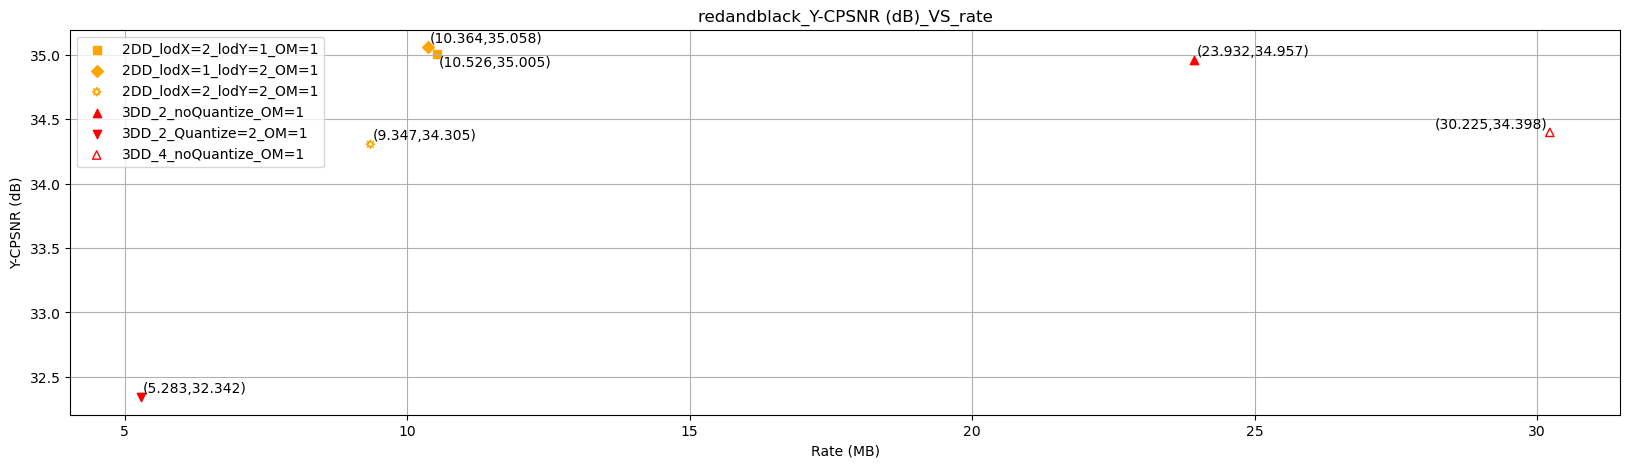 redandblack_Y-CPSNR (dB)_VS_rate
2DD_lodX=2_lodY=1_OM=1
2DD_lodX=1_lodY=2_OM=1
2DD_lodX=2_lodY=2_OM=1
3DD_2_noQuantize_OM=1
3DD_2_Quantize=2_OM=1
3DD_4_noQuantize_OM=1
(10.364,35.058)
(10.526,35.005)
(23.932,34.957)
(9.347,34.305)
(30.225,34.398)
(5.283,32.342)
Y-CPSNR (dB)
35.0
34.5
34.0
33.5
33.0
32.5
5
10
15
20
25
30
Rate (MB)